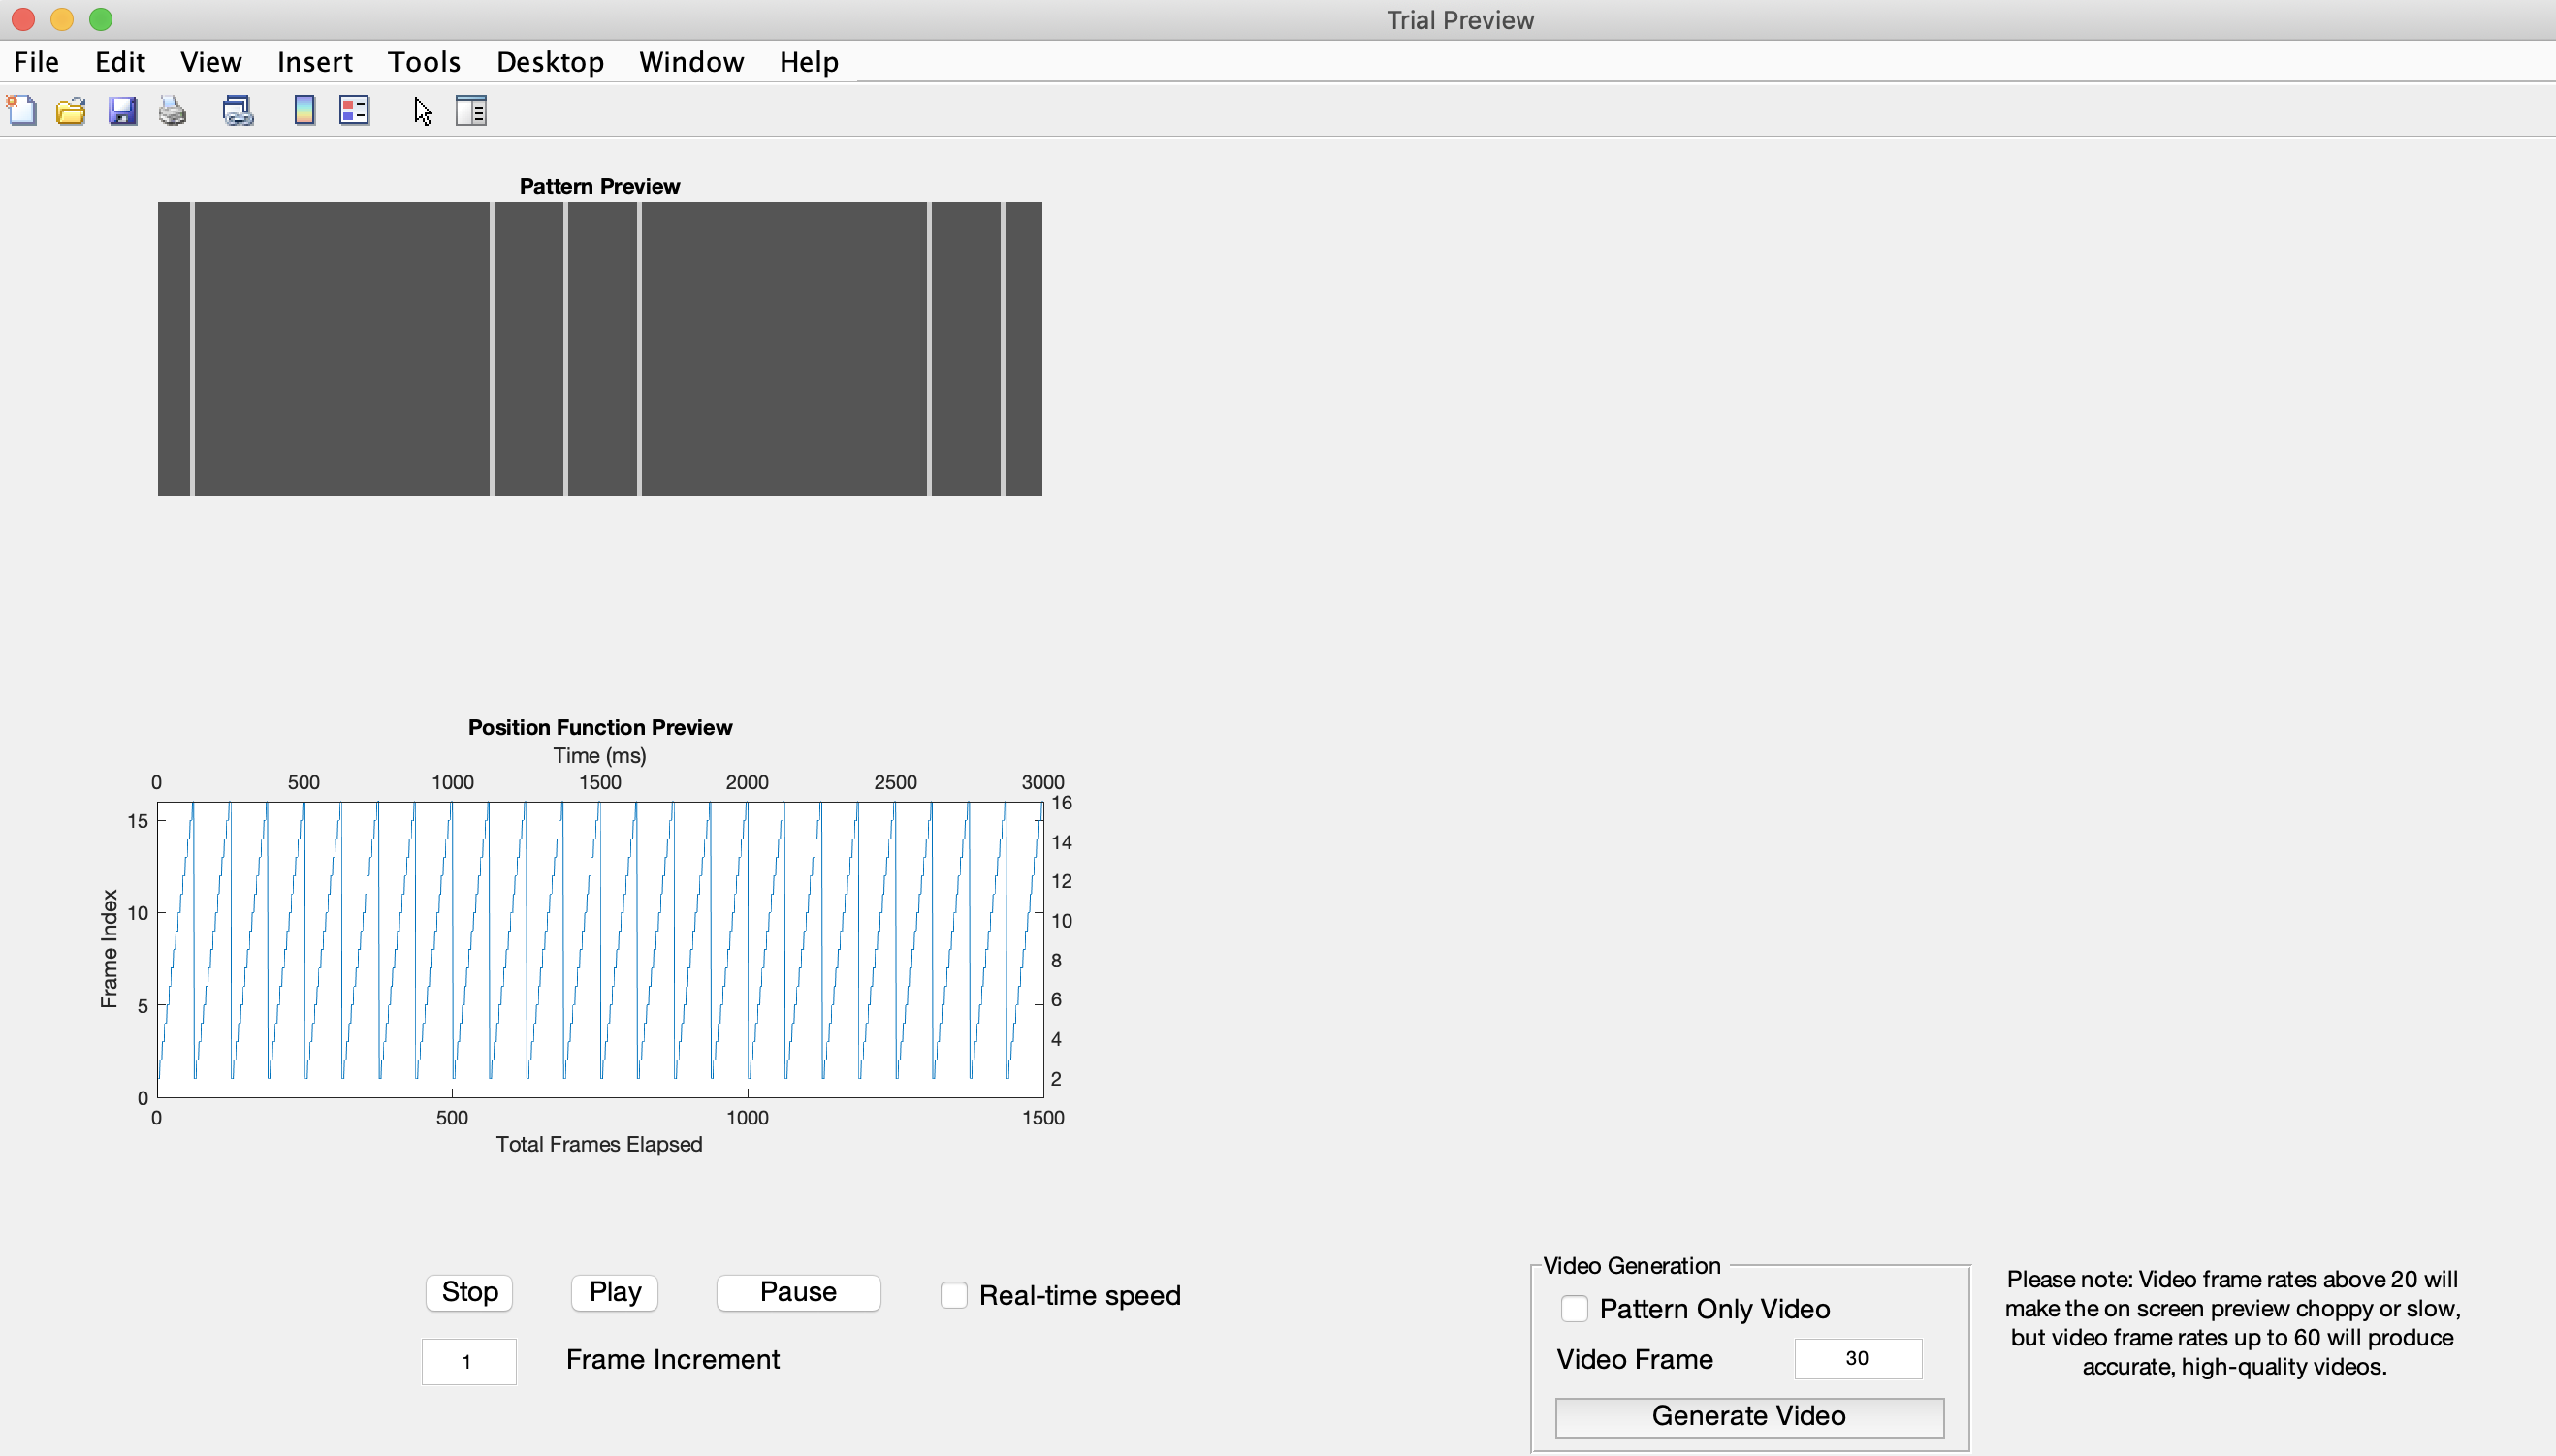 Trial Preview
File Edit View Insert Tools Desktop Window Help
Pattern Preview
Position Function Preview
Time (ms)
0 500 1000 1500 2000 2500 3000
16
15
14
12
Frame Index
10
10
8
6
5
4
2
0
0 500 1000 1500
Total Frames Elapsed
Stop Play Pause Real-time speed
1 Frame Increment
Video Generation
Pattern Only Video
Video Frame 30
Generate Video
Please note: Video frame rates above 20 will
make the on screen preview choppy or slow,
but video frame rates up to 60 will produce
accurate, high-quality videos.